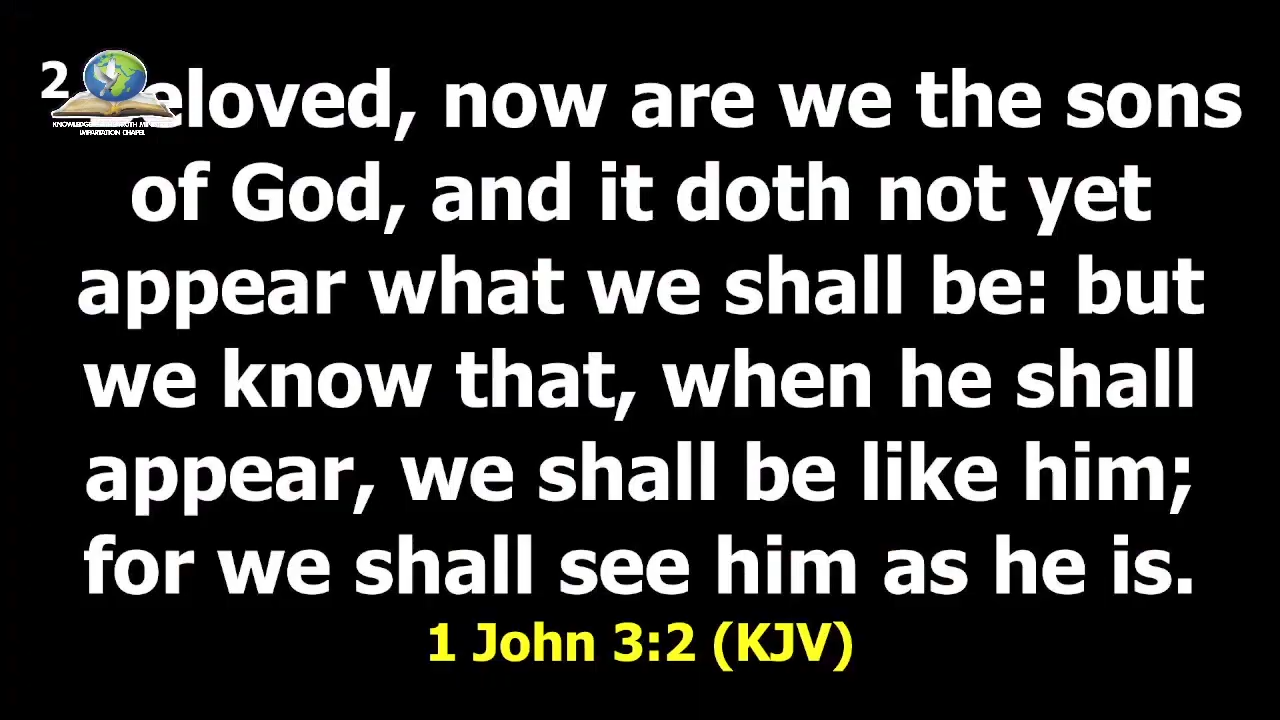 2 eloved, now are we the sons
of God, and it doth not yet
appear what we shall be: but
we know that, when he shall
appear, we shall be like him;
for we shall see him as he is.
1 John 3:2 (KJV)
IMPARTATION CHAPEL